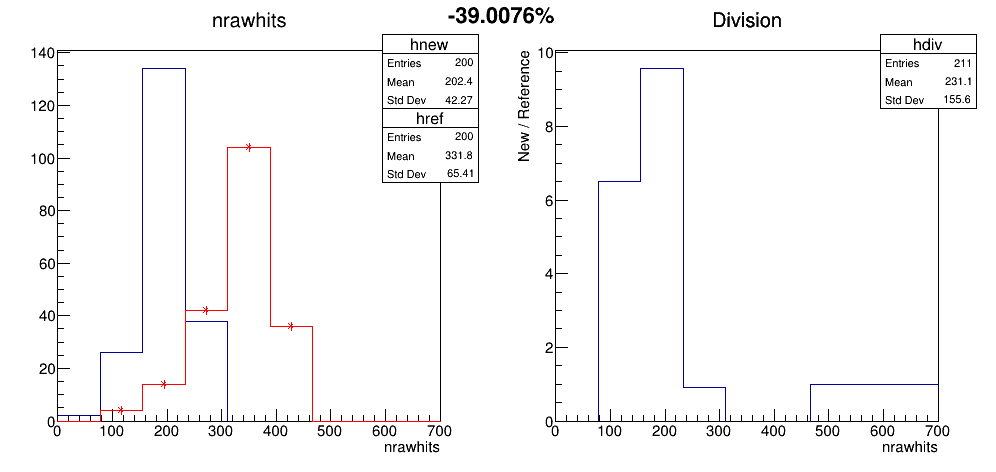 -39.0076%
nrawhits
hnew
Entries 200
Mean 202.4
Std Dev 42.27
href
Entries 200
Mean 331.8
Std Dev 65.41
140
120
100
80
60
40
20
0
0 100 200 300 400 500 600 700
nrawhits
Division
hdiv
Entries 211
Mean 231.1
Std Dev 155.6
New / Reference
10
8
6
4
2
0
0 100 200 300 400 500 600 700
nrawhits